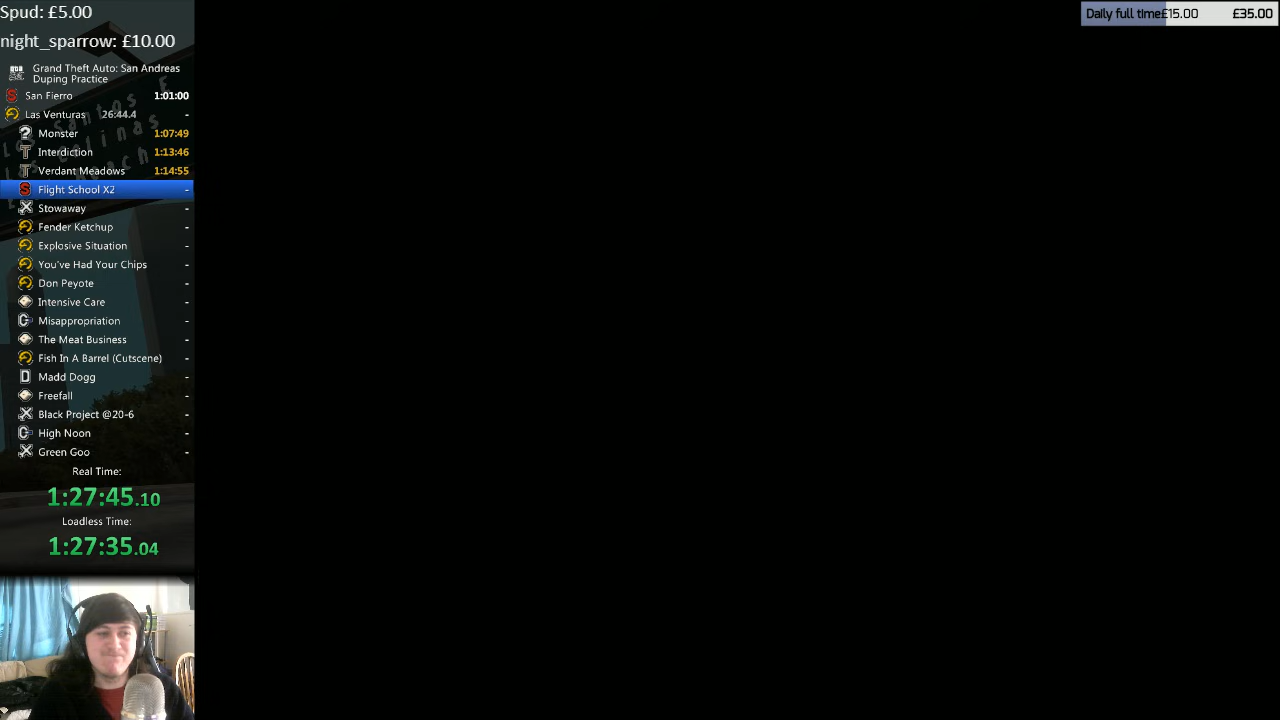 Spud: £5.00
night_sparrow: £10.00
Grand Theft Auto: San Andreas
Duping Practice
San Fierro 1:01:00
Las Venturas 26:44.4 -
Monster 1:07:49
Interdiction 1:13:46
Verdant Meadows 1:14:55
Flight School X2 -
Stowaway -
Fender Ketchup -
Explosive Situation -
You've Had Your Chips -
Don Peyote -
Intensive Care -
Misappropriation -
The Meat Business -
Fish In A Barrel (Cutscene) -
Madd Dogg -
Freefall -
Black Project @20-6 -
High Noon -
Green Goo -
Real Time:
1:27:45.10
Loadless Time:
1:27:35.04
Daily full time £15.00 £35.00